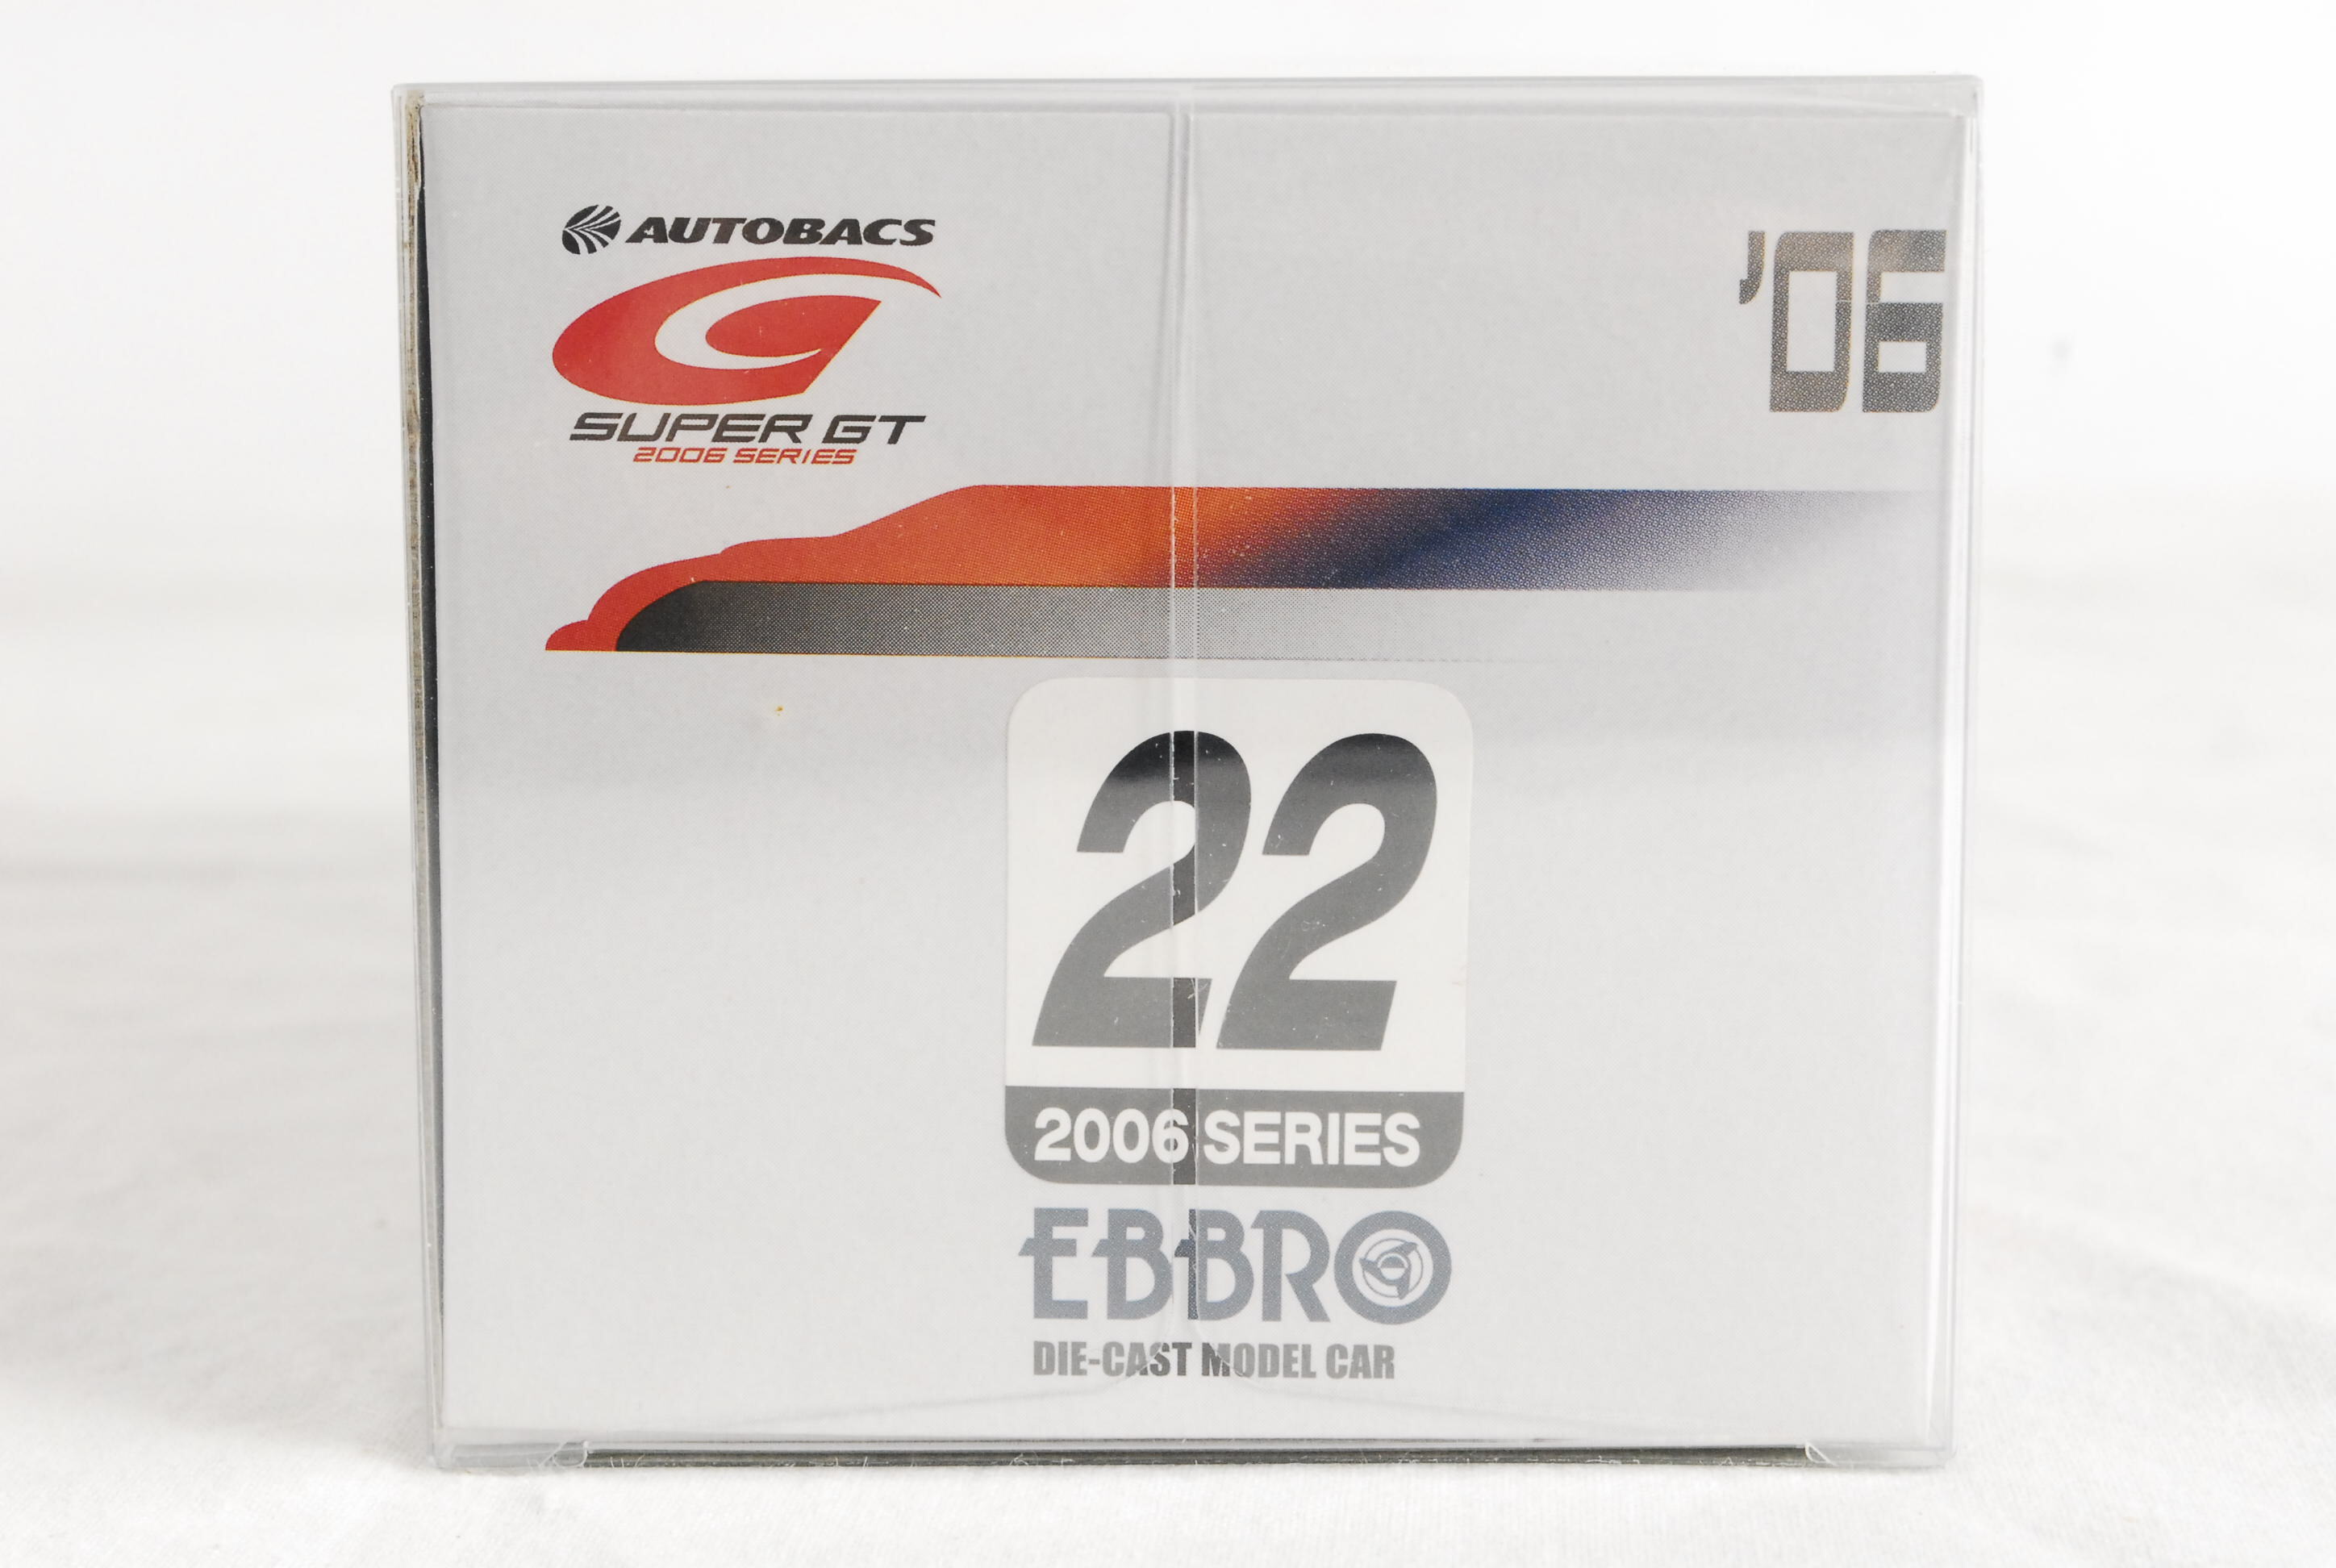 AUTOBACS
SUPER GT
2006 SERIES
'06
22
2006 SERIES
EBBRO
DIE-CAST MODEL CAR